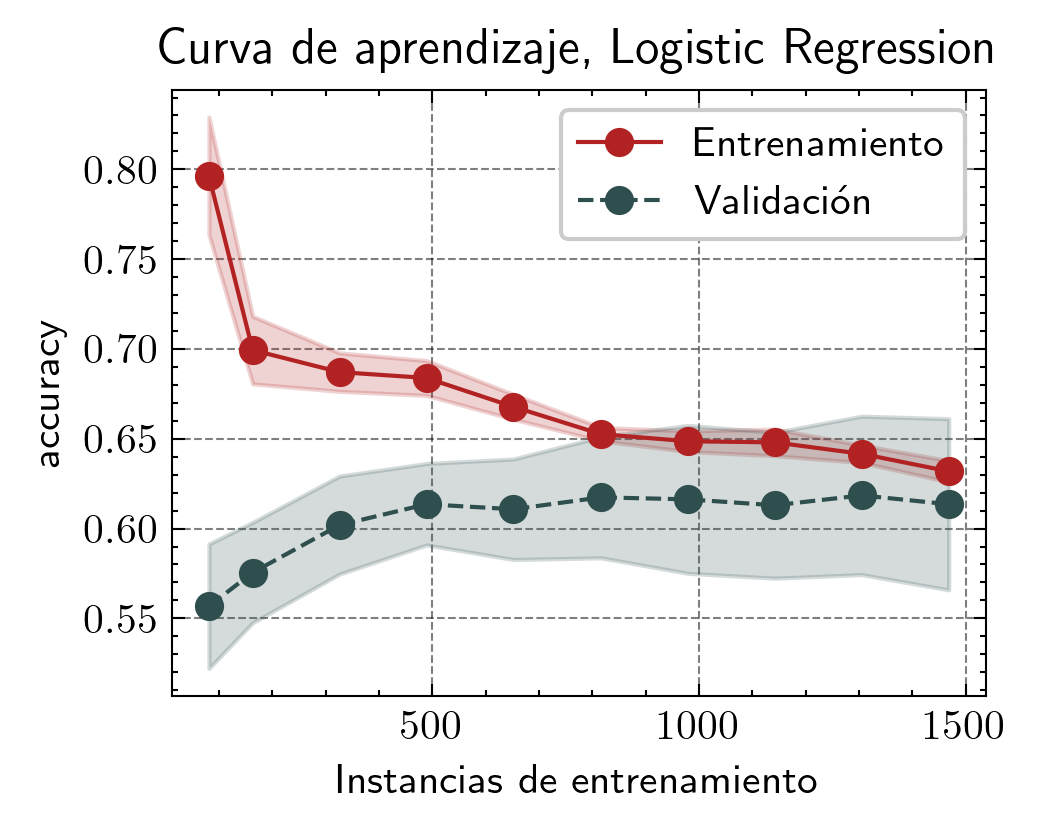 Curva de aprendizaje, Logistic Regression
Entrenamiento
Validación
0.80
0.75
0.70
0.65
0.60
0.55
accuracy
500
1000
1500
Instancias de entrenamiento